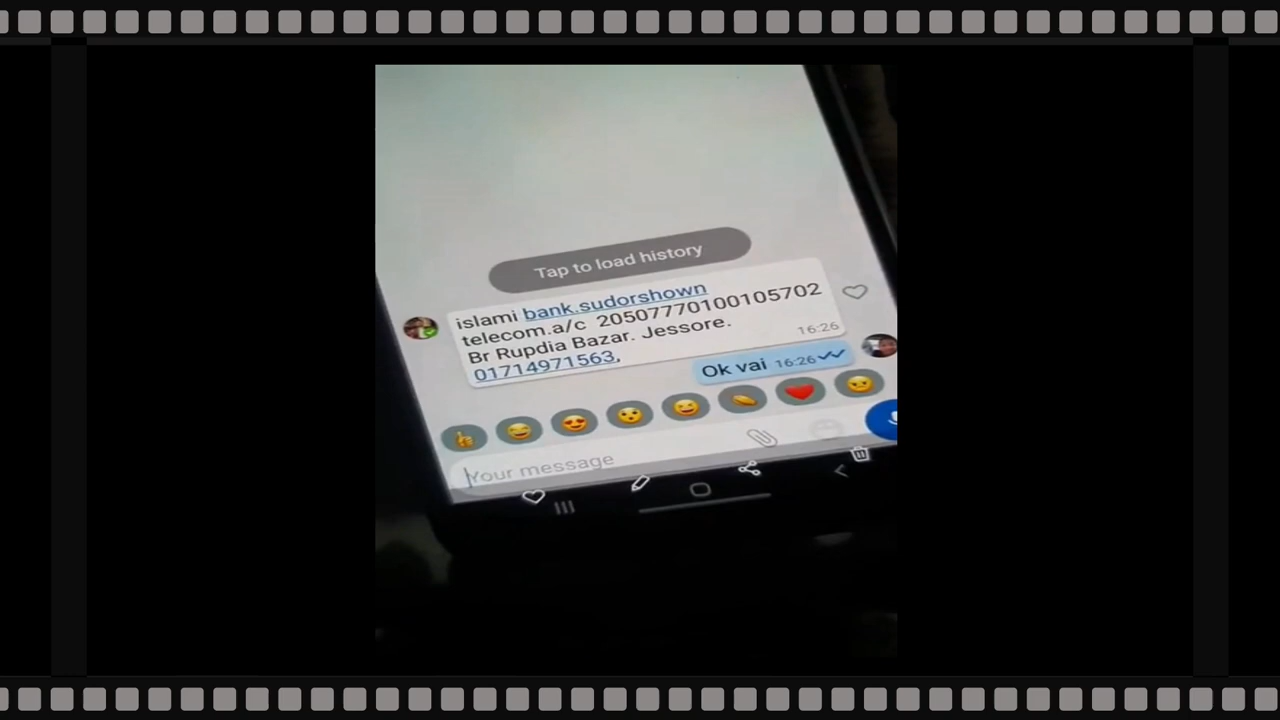 Tap to load history
islami bank.sudorshown
telecom.a/c 20507770100105702
Br Rupdia Bazar. Jessore.
01714971563,
16:26
Ok vai 16:26
Your message